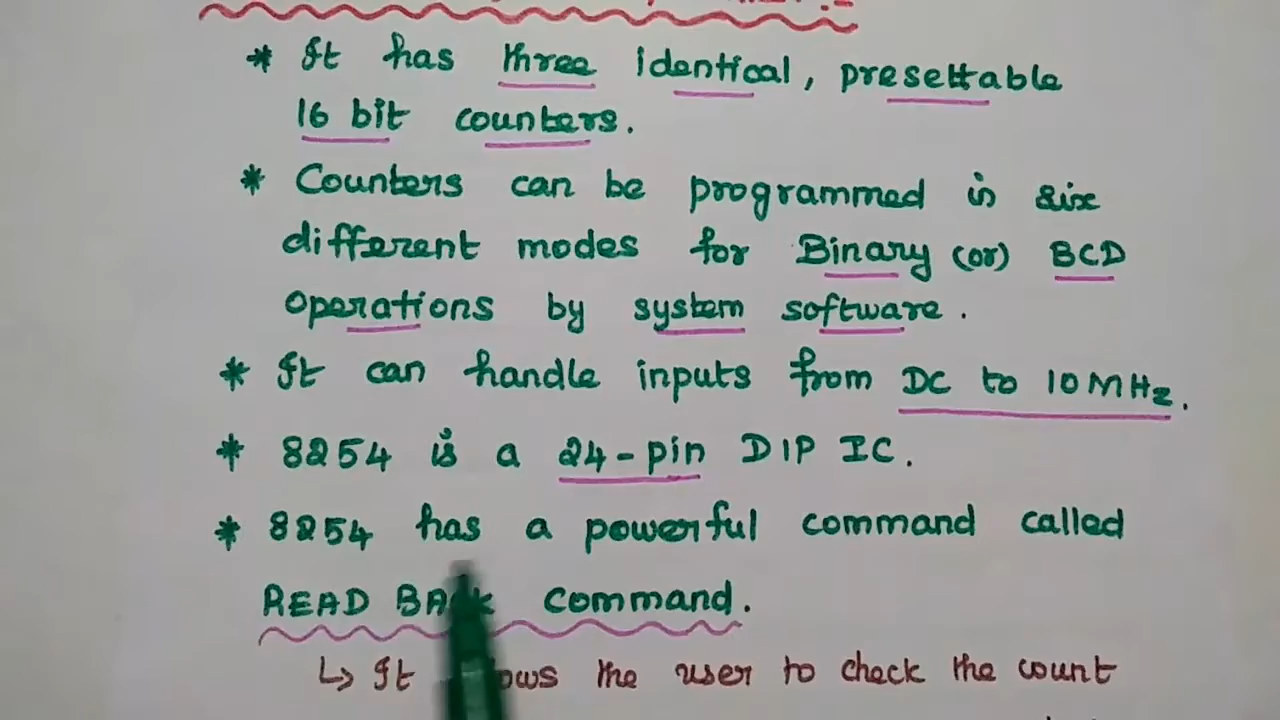 * It has three identical, presettable
16 bit counters.
* Counters can be programmed in six
different modes for Binary (or) BCD
operations by system software.
* It can handle inputs from DC to 10MHz.
* 8254 is a 24-pin DIP IC.
* 8254 has a powerful command called
READ BACK command.
↳ It the user to check the count